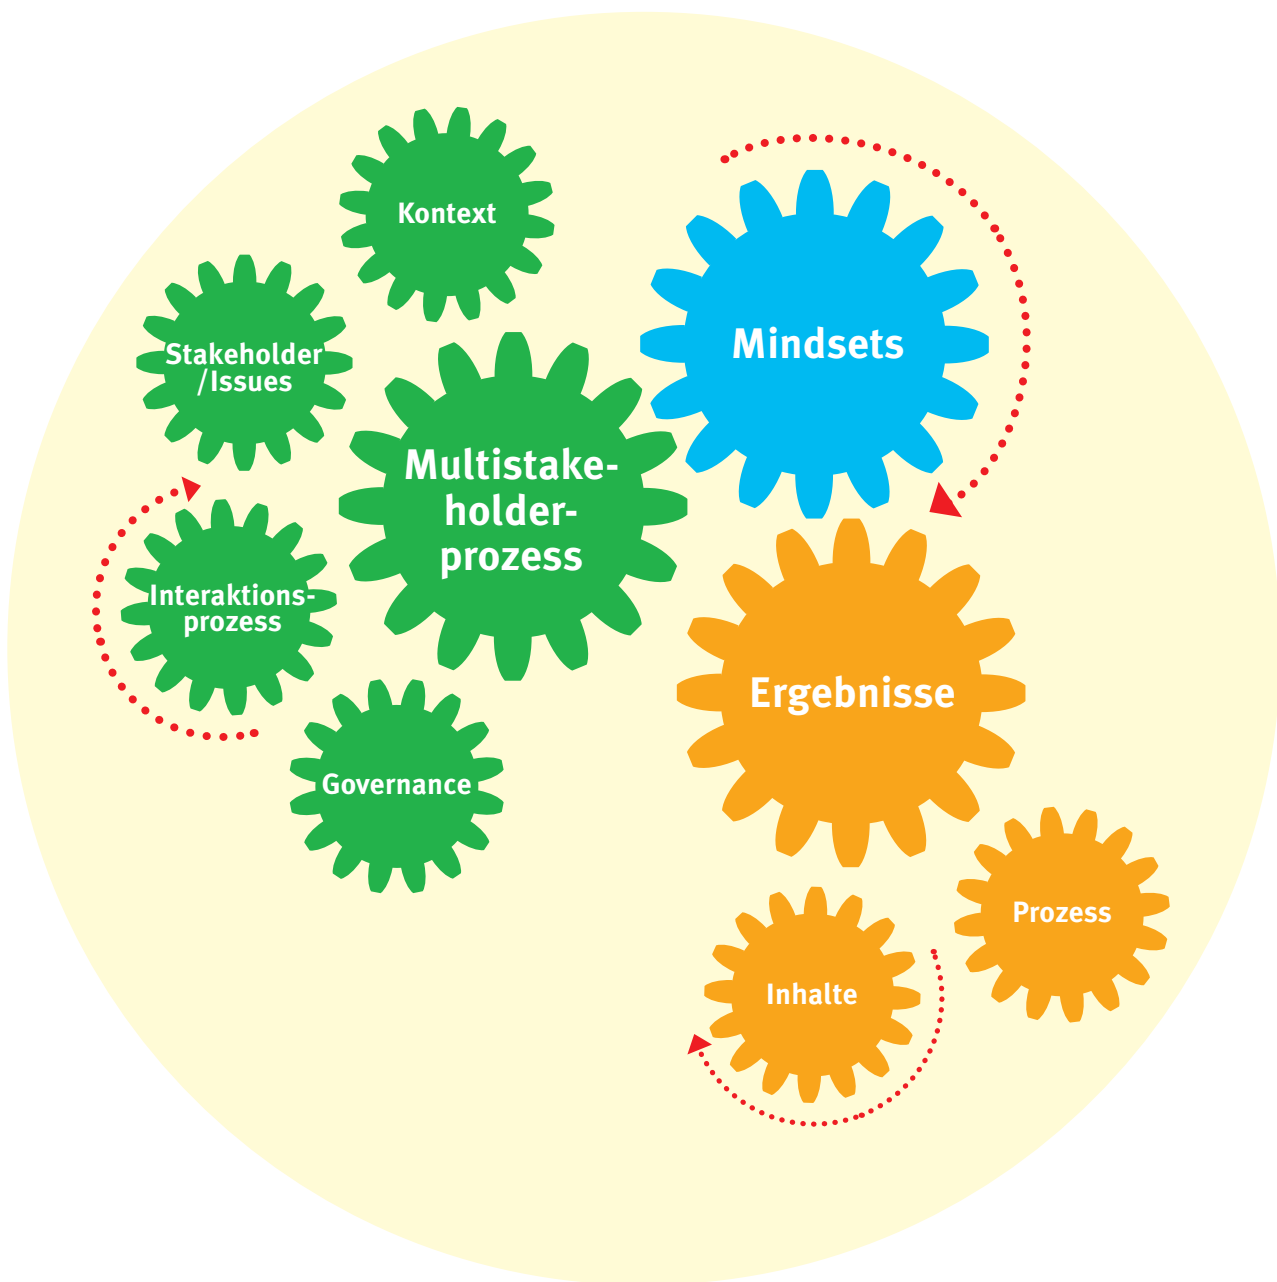 Kontext
Mindsets
Stakeholder
/Issues
Multistake-
holder-
prozess
Interaktions-
prozess
Ergebnisse
Governance
Prozess
Inhalte